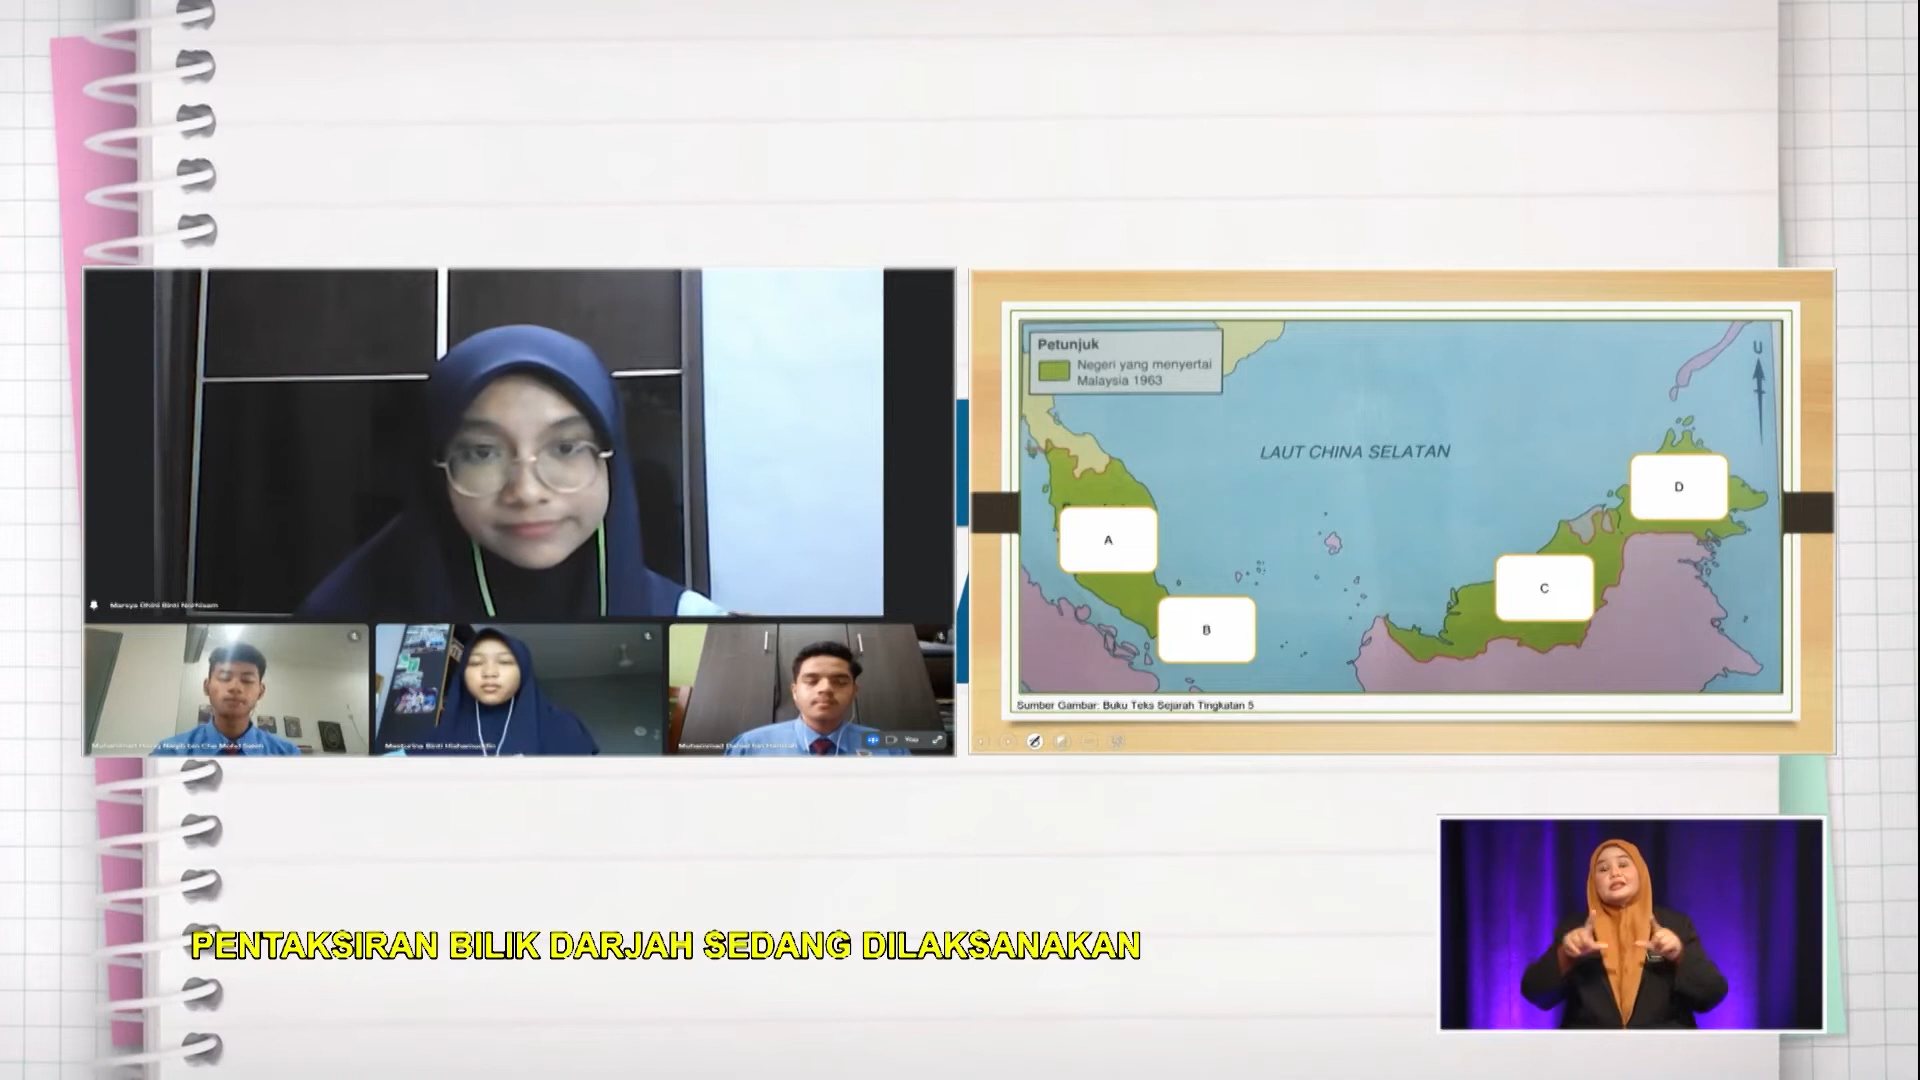 Petunjuk
Negeri yang menyertai
Malaysia 1963
U
LAUT CHINA SELATAN
D
A
C
B
Sumber Gambar: Buku Teks Sejarah Tingkatan 5
You
PENTAKSIRAN BILIK DARJAH SEDANG DILAKSANAKAN